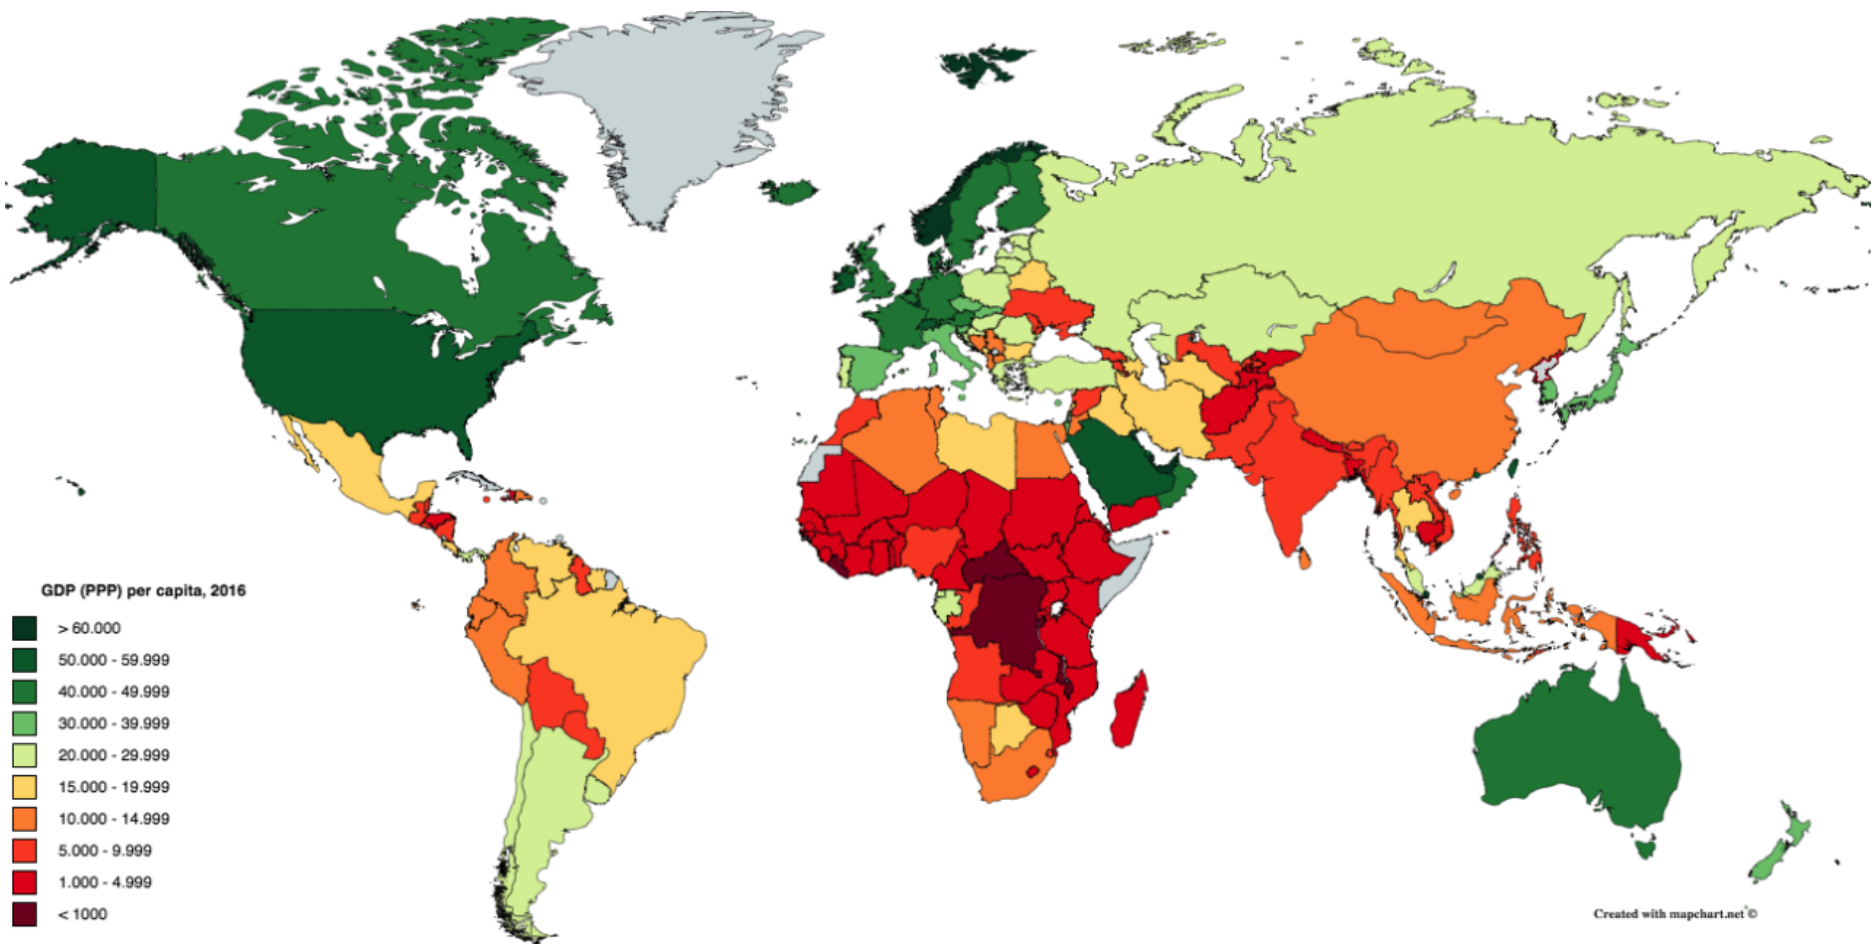 GDP (PPP) per capita, 2016
> 60.000
50.000 - 59.999
40.000 - 49.999
30.000 - 39.999
20.000 - 29.999
15.000 - 19.999
10.000 - 14.999
5.000 - 9.999
1.000 - 4.999
< 1000
Created with mapchart.net ©